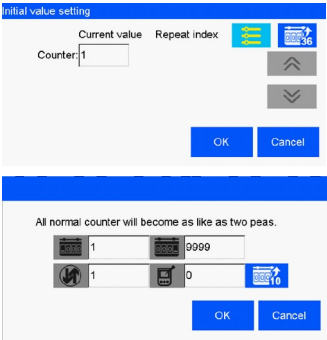 Initial value setting
Current value Repeat index
36
Counter: 1
OK Cancel
All normal counter will become as like as two peas.
1 9999
1 0 10
OK Cancel